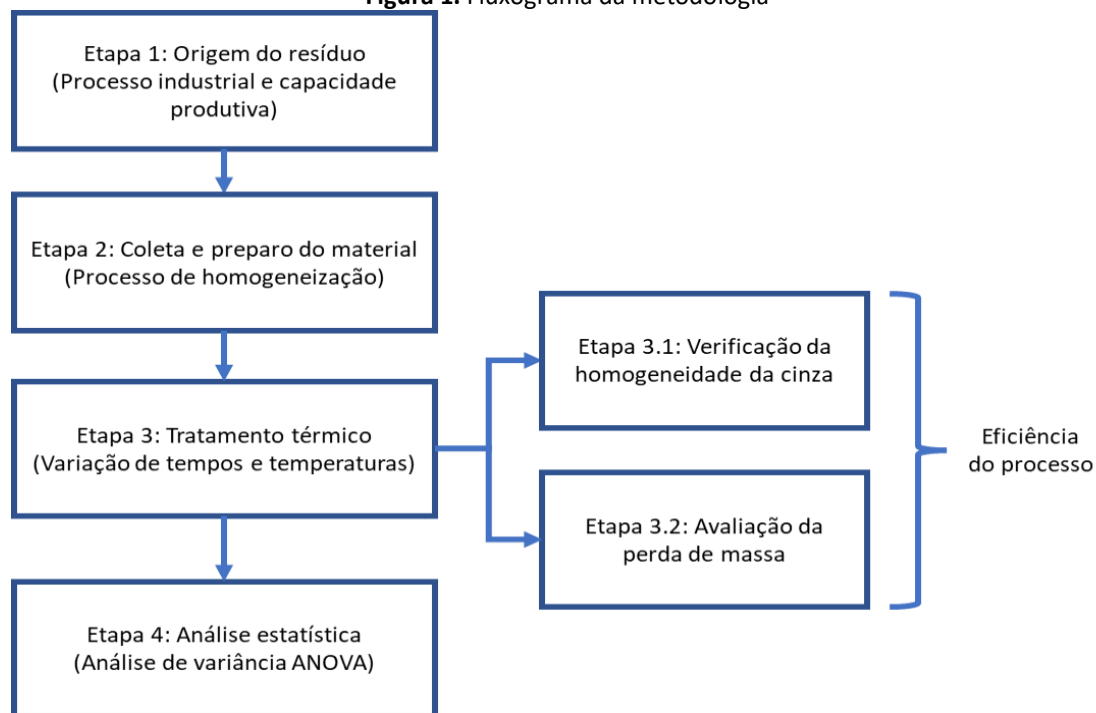 Figura 1. Fluxograma da metodologia
Etapa 1: Origem do resíduo
(Processo industrial e capacidade
produtiva)
Etapa 2: Coleta e preparo do material
(Processo de homogeneização)
Etapa 3: Tratamento térmico
(Variação de tempos e temperaturas)
Etapa 3.1: Verificação da
homogeneidade da cinza
Etapa 3.2: Avaliação da
perda de massa
Eficiência
do processo
Etapa 4: Análise estatística
(Análise de variância ANOVA)